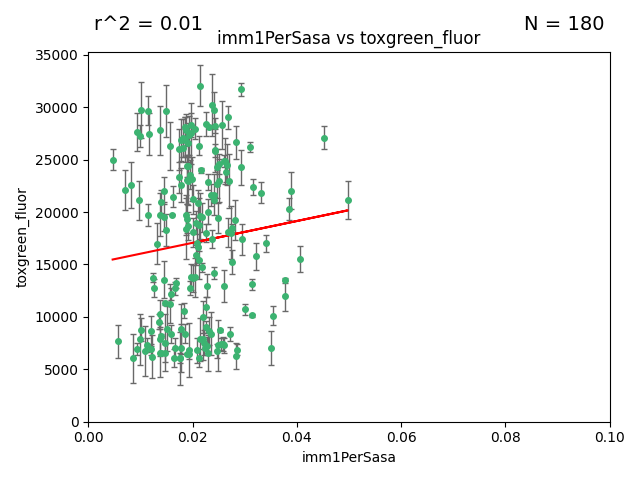 r^2 = 0.01
N = 180
imm1PerSasa vs toxgreen_fluor
35000
30000
25000
20000
15000
10000
5000
0
toxgreen_fluor
0.00 0.02 0.04 0.06 0.08 0.10
imm1PerSasa